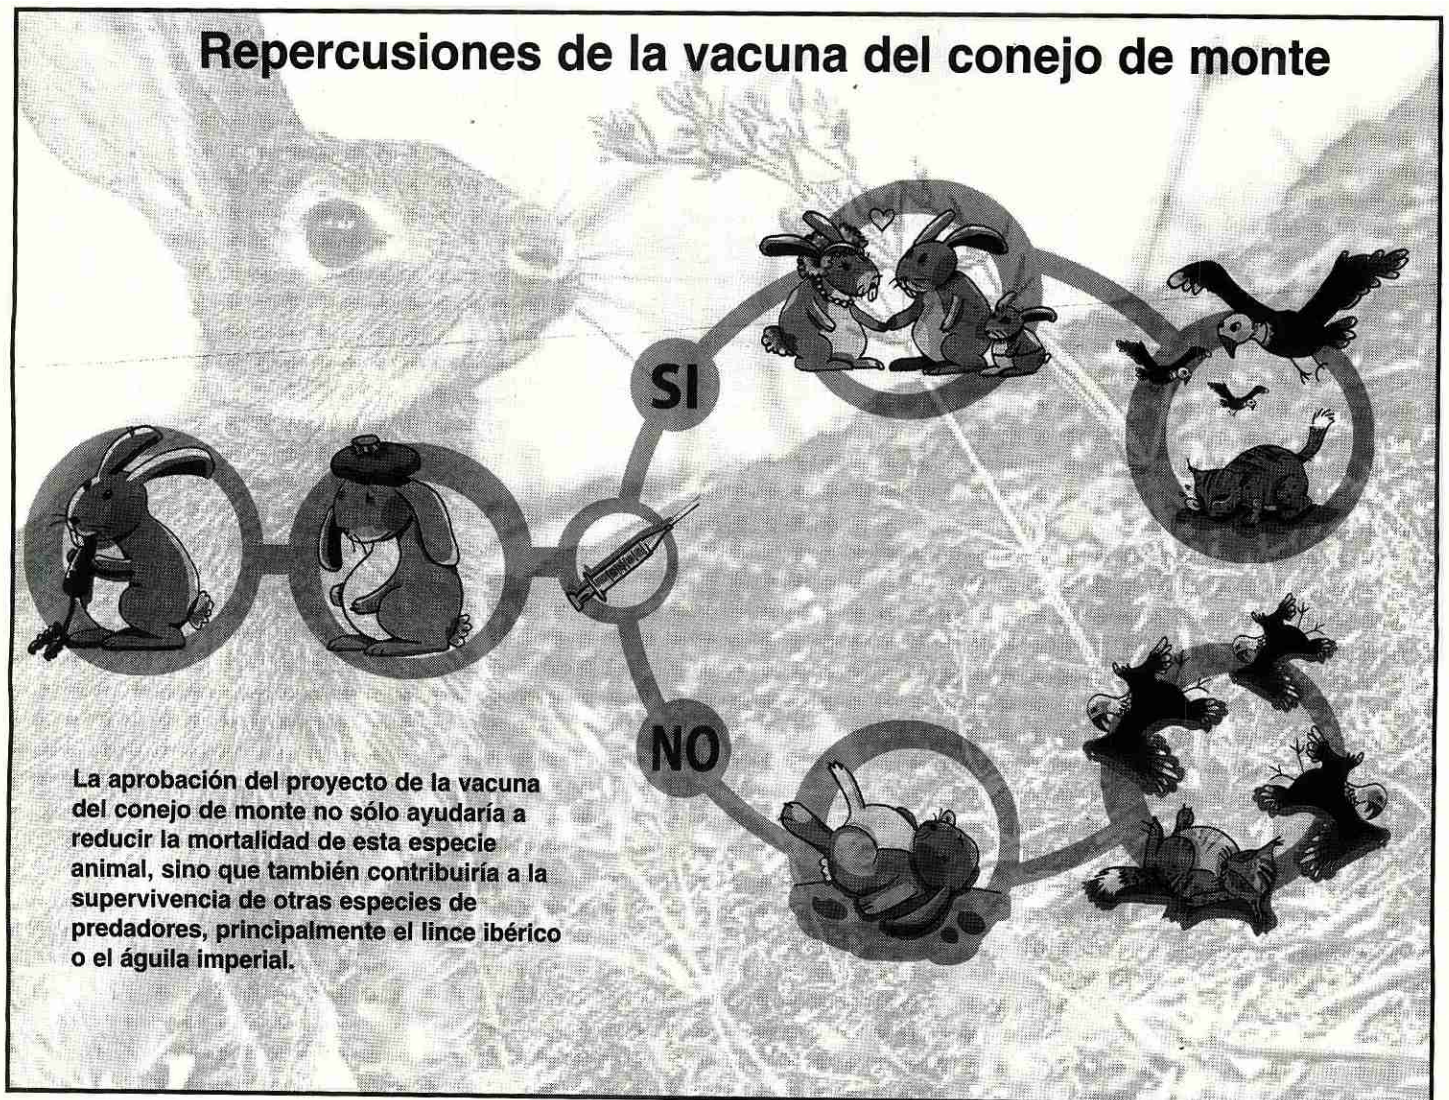 Repercusiones de la vacuna del conejo de monte
SI
NO
La aprobación del proyecto de la vacuna
del conejo de monte no sólo ayudaría a
reducir la mortalidad de esta especie
animal, sino que también contribuiría a la
supervivencia de otras especies de
predadores, principalmente el lince ibérico
o el águila imperial.